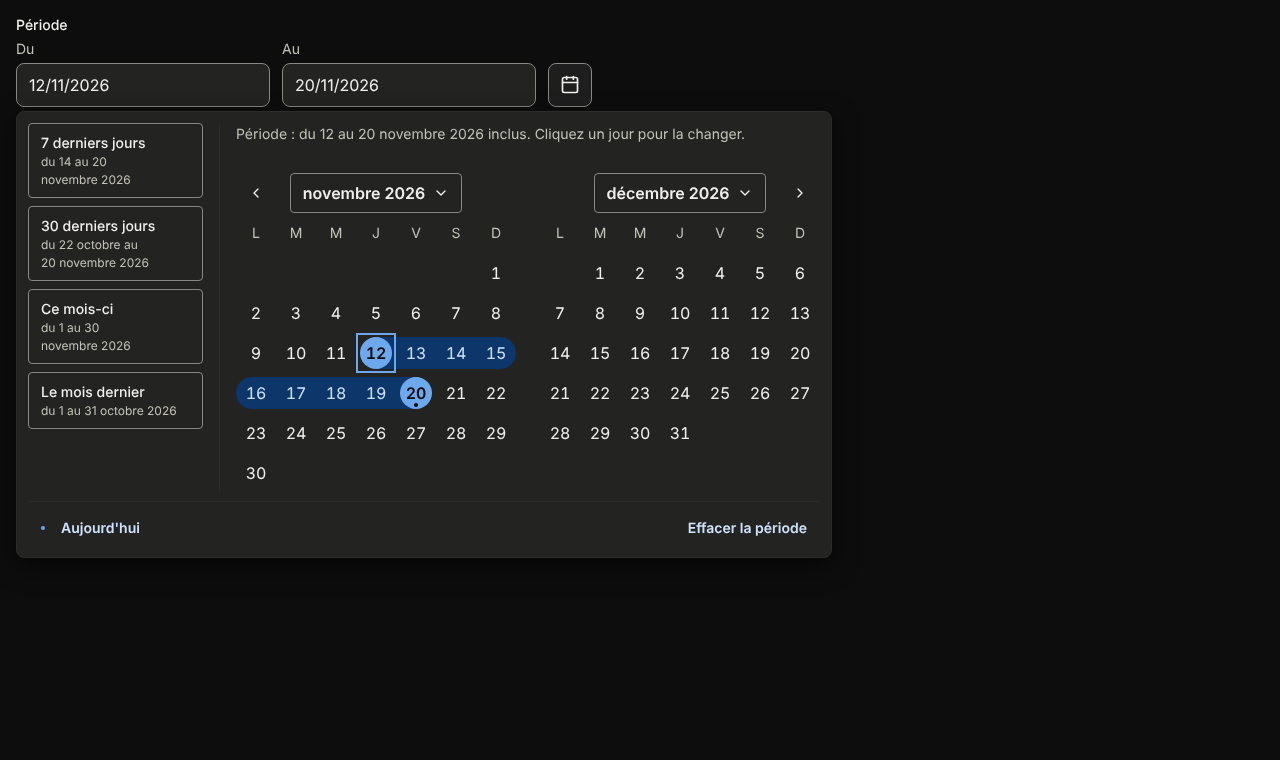 Période
Du
Au
12/11/2026
20/11/2026
7 derniers jours
du 14 au 20
novembre 2026
30 derniers jours
du 22 octobre au
20 novembre 2026
Ce mois-ci
du 1 au 30
novembre 2026
Le mois dernier
du 1 au 31 octobre 2026
Période : du 12 au 20 novembre 2026 inclus. Cliquez un jour pour la changer.
novembre 2026
L M M J V S D
1
2 3 4 5 6 7 8
9 10 11 12 13 14 15
16 17 18 19 20 21 22
23 24 25 26 27 28 29
30
décembre 2026
L M M J V S D
1 2 3 4 5 6
7 8 9 10 11 12 13
14 15 16 17 18 19 20
21 22 23 24 25 26 27
28 29 30 31
Aujourd'hui
Effacer la période